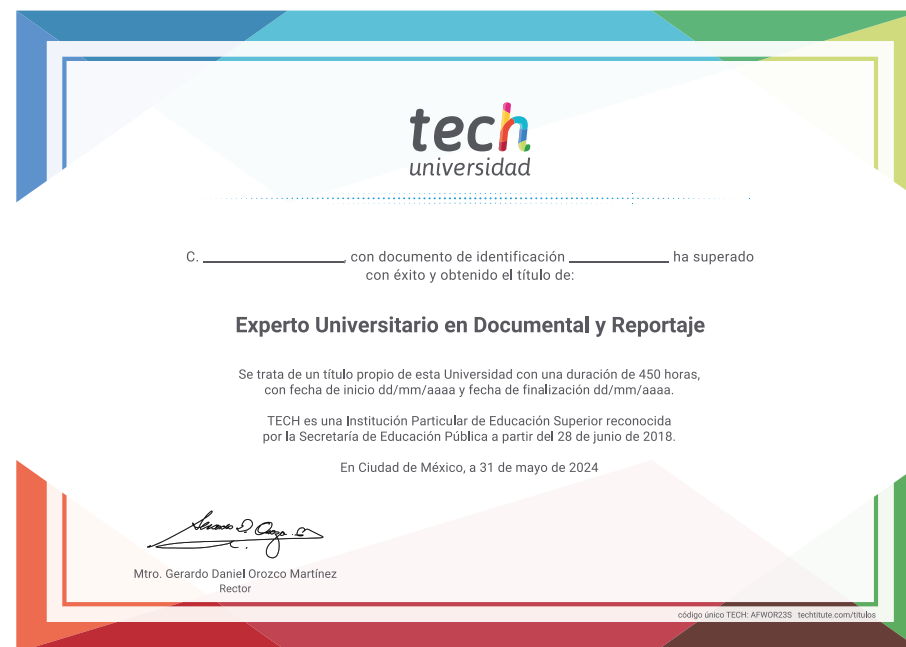 tech
universidad
C. ____________, con documento de identificación ____________ ha superado
con éxito y obtenido el título de:
Experto Universitario en Documental y Reportaje
Se trata de un título propio de esta Universidad con una duración de 450 horas,
con fecha de inicio dd/mm/aaaa y fecha de finalización dd/mm/aaaa.
TECH es una Institución Particular de Educación Superior reconocida
por la Secretaría de Educación Pública a partir del 28 de junio de 2018.
En Ciudad de México, a 31 de mayo de 2024
Mtro. Gerardo Daniel Orozco Martínez
Rector
código único TECH: AFWOR23S techtitute.com/titulos